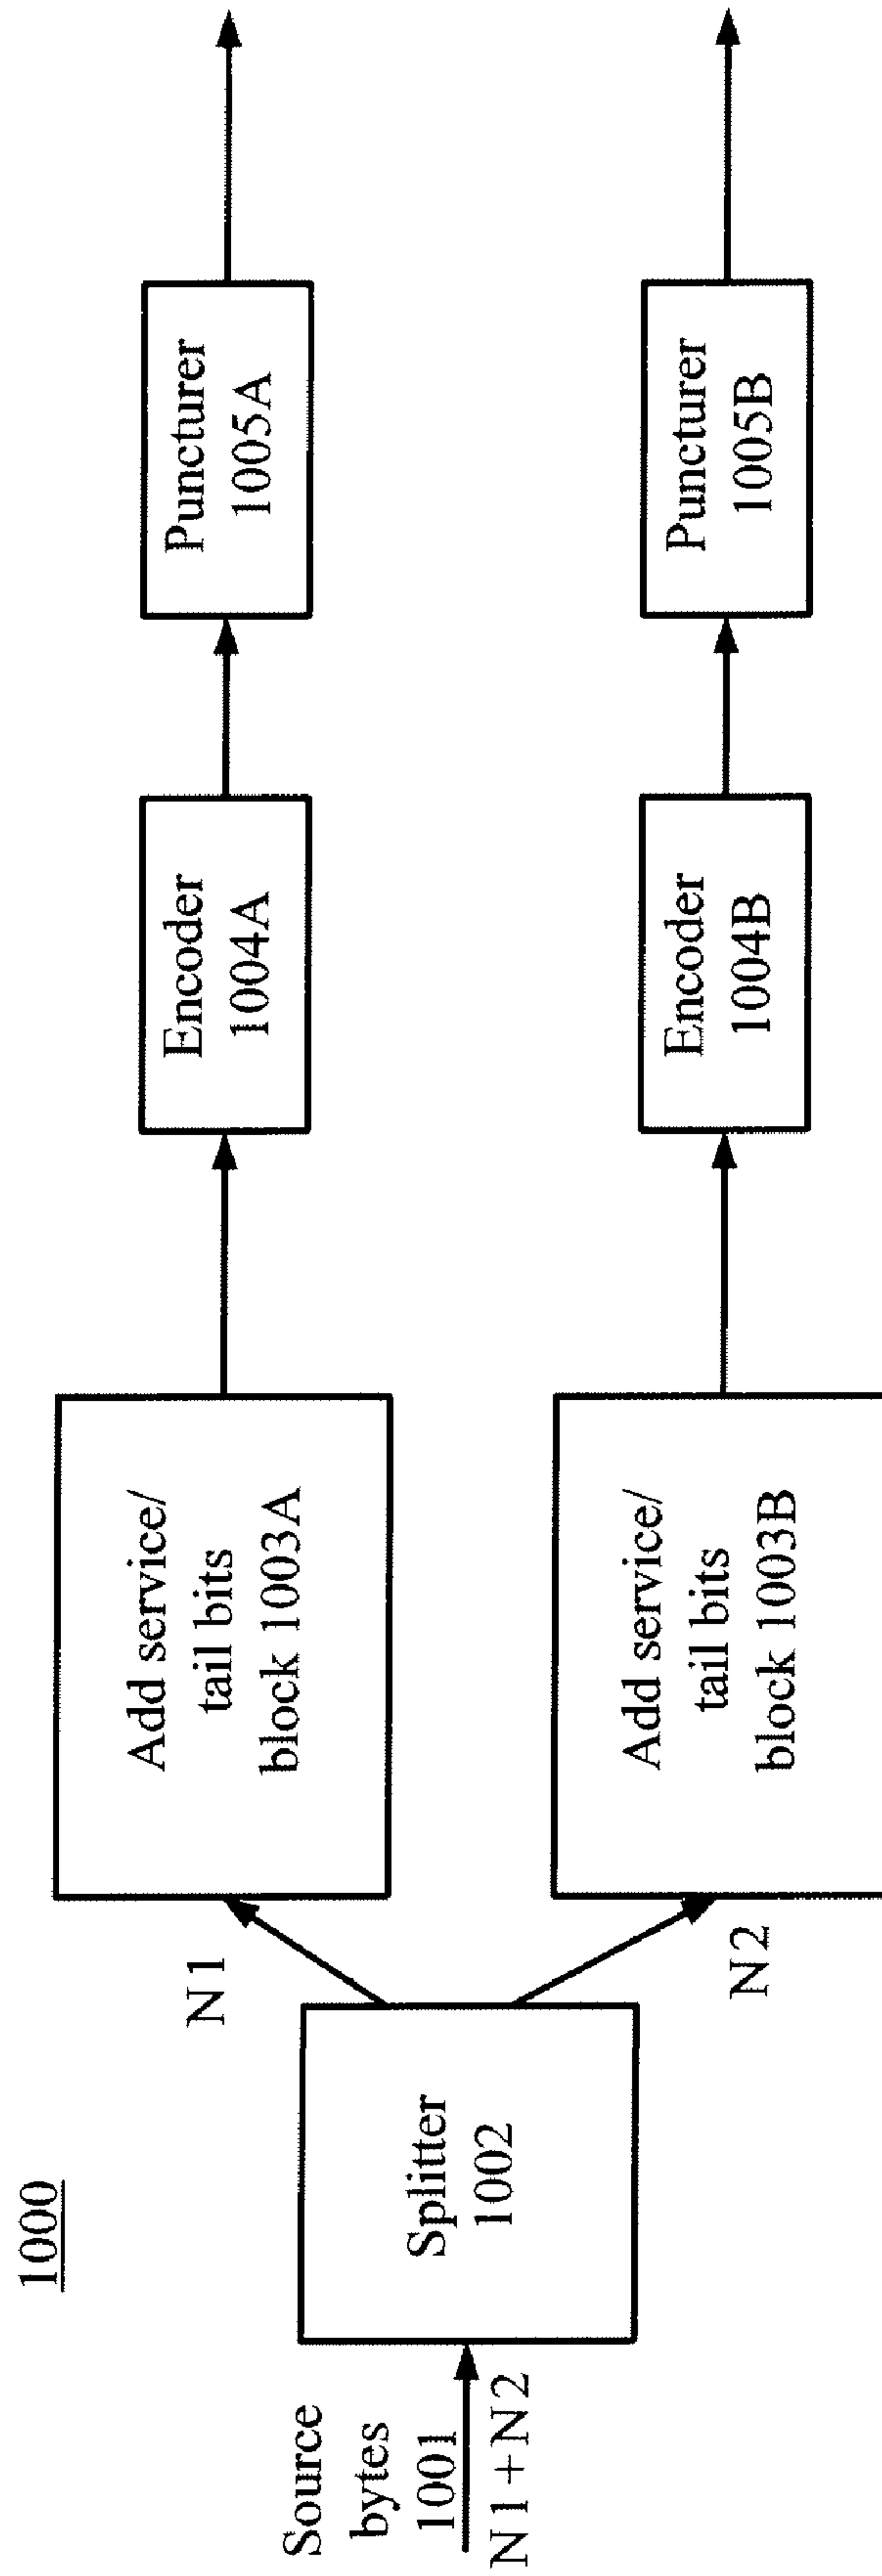 1000
Source
bytes
1001
N1+N2
Splitter
1002
N1
N2
Add service/
tail bits
block 1003A
Encoder
1004A
Puncturer
1005A
Add service/
tail bits
block 1003B
Encoder
1004B
Puncturer
1005B